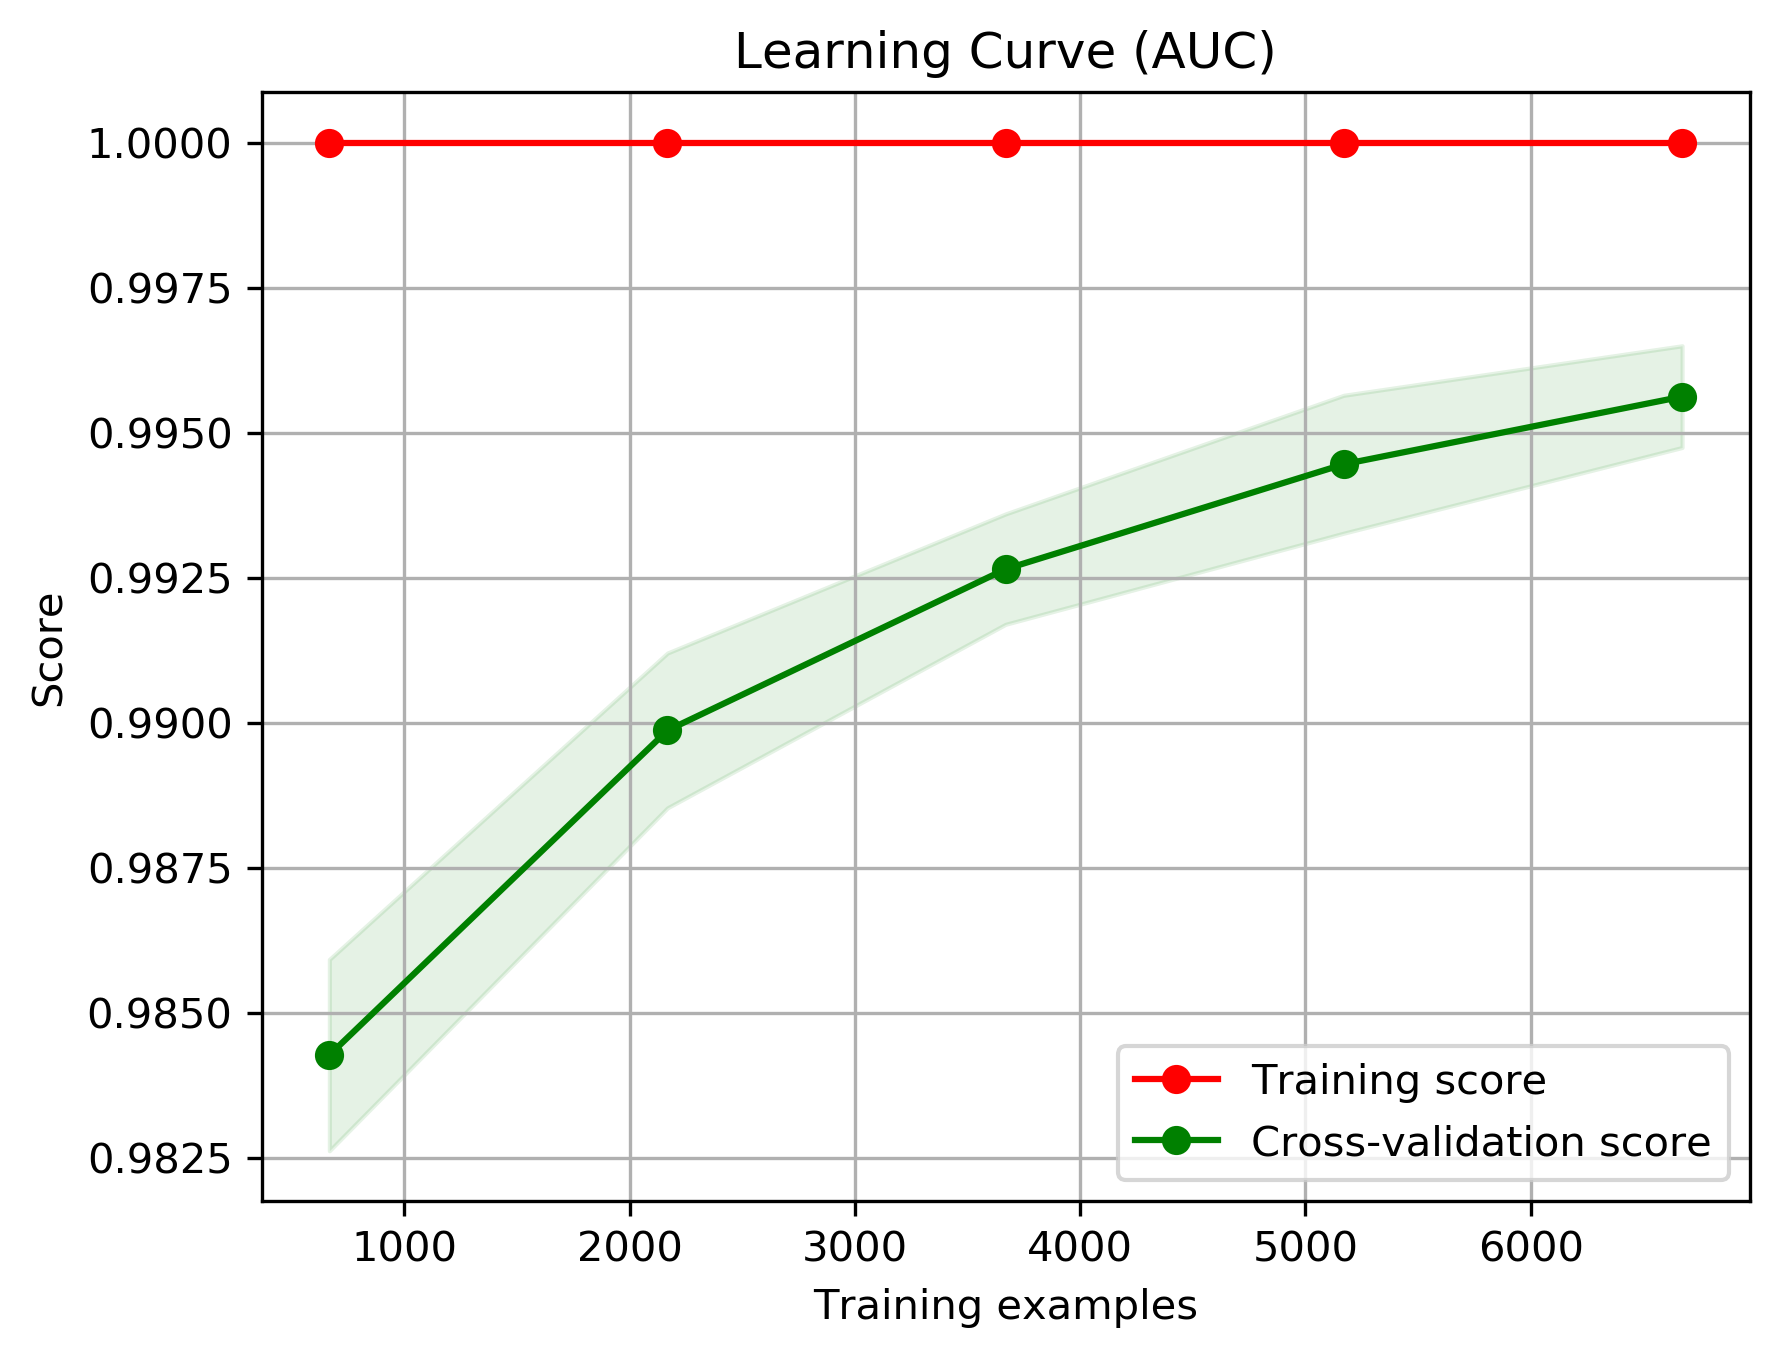 Learning Curve (AUC)
1.0000
0.9975
0.9950
0.9925
0.9900
0.9875
0.9850
0.9825
Score
1000 2000 3000 4000 5000 6000
Training examples
Training score
Cross-validation score